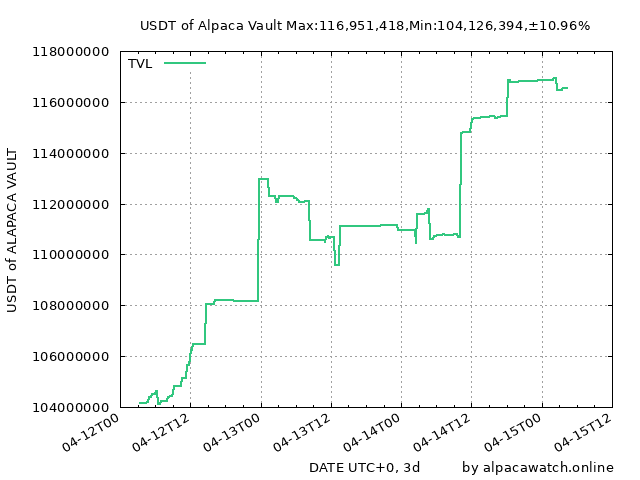 USDT of Alpaca Vault Max:116,951,418,Min:104,126,394,±10.96%
TVL
118000000
116000000
114000000
112000000
110000000
108000000
106000000
104000000
USDT of ALAPACA VAULT
04-12T00
04-12T12
04-13T00
04-13T12
04-14T00
04-14T12
04-15T00
04-15T12
DATE UTC+0, 3d
by alpacawatch.online